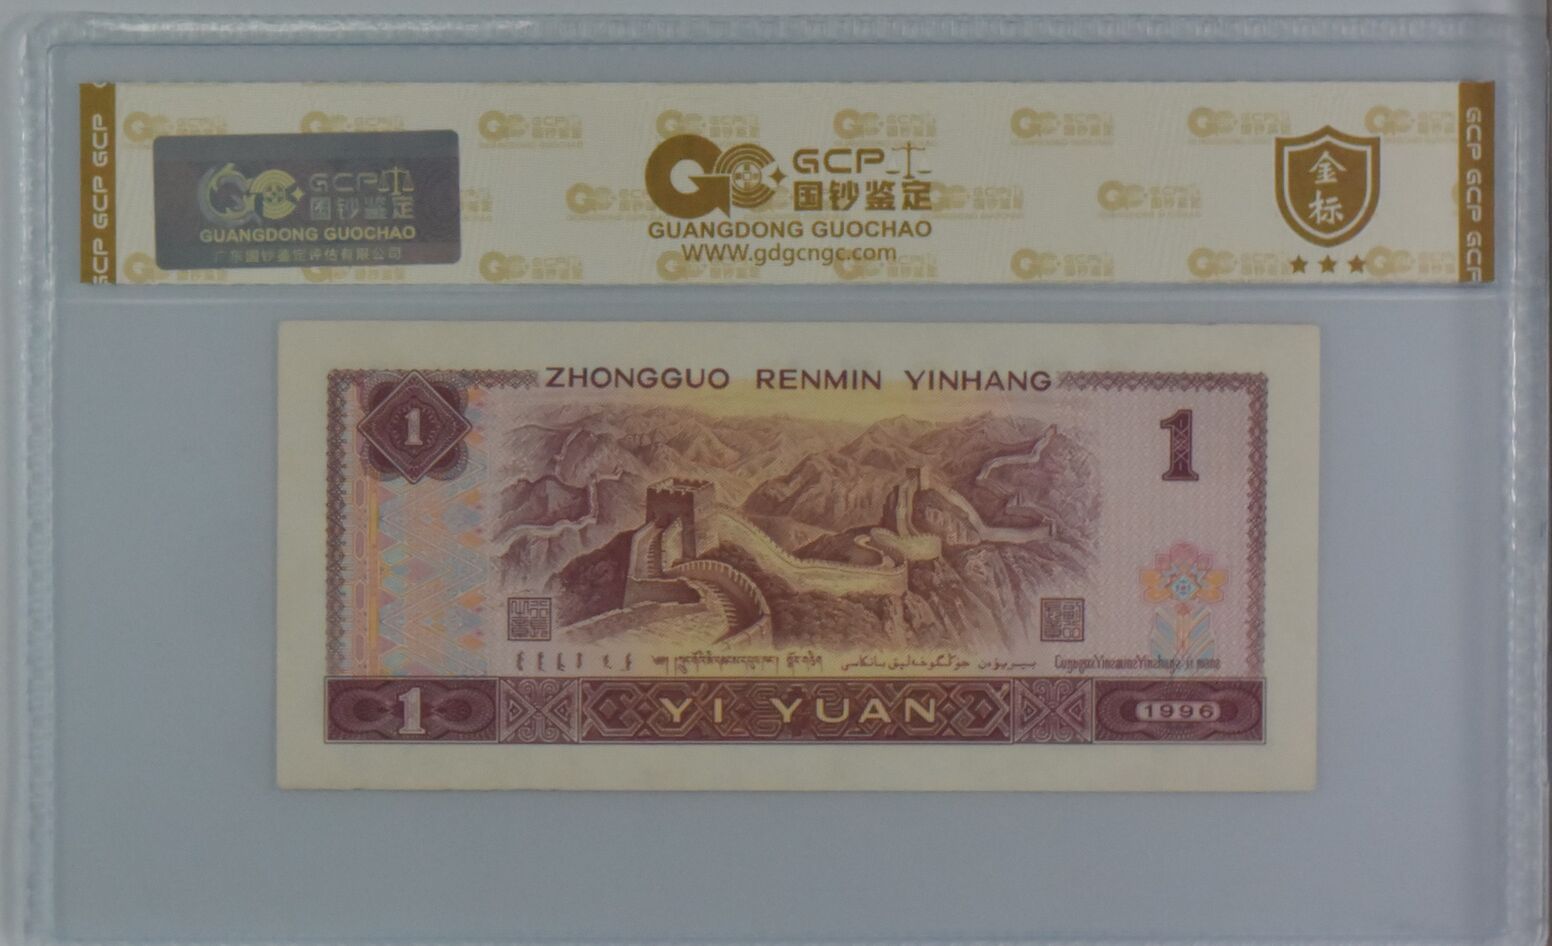 GCP
国钞鉴定
GUANGDONG GUOCHAO
广东国钞鉴定评估有限公司
GCP
国钞鉴定
GUANGDONG GUOCHAO
WWW.gdgcngc.com
金
标
GCP GCP GCP
GCP GCP GCP
ZHONGGUO RENMIN YINHANG
1
1
1
YI YUAN
1996